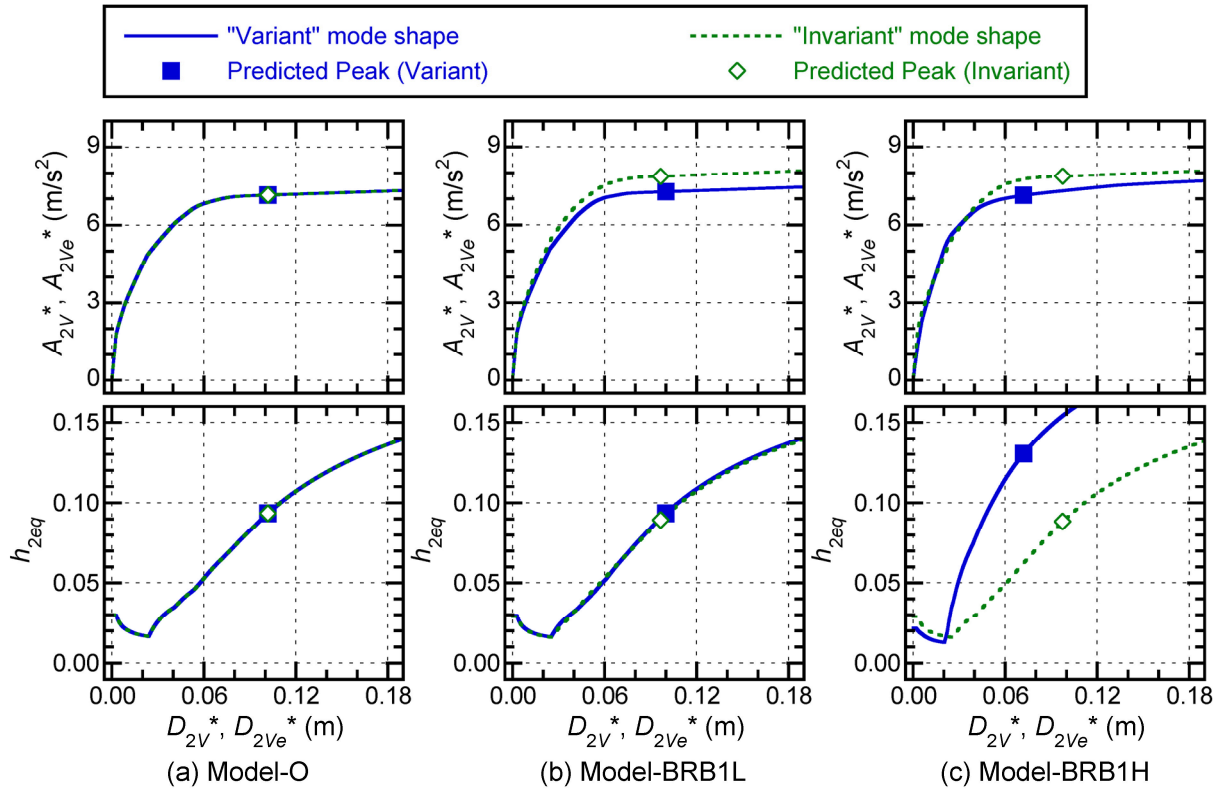 "Variant" mode shape
"Invariant" mode shape
Predicted Peak (Variant)
Predicted Peak (Invariant)
A2V*, A2Ve* (m/s²)
9
6
3
0
A2V*, A2Ve* (m/s²)
9
6
3
0
A2V*, A2Ve* (m/s²)
9
6
3
0
h2eq
0.15
0.10
0.05
0.00
0.00 0.06 0.12 0.18
D2V*, D2Ve* (m)
(a) Model-O
h2eq
0.15
0.10
0.05
0.00
0.00 0.06 0.12 0.18
D2V*, D2Ve* (m)
(b) Model-BRB1L
h2eq
0.15
0.10
0.05
0.00
0.00 0.06 0.12 0.18
D2V*, D2Ve* (m)
(c) Model-BRB1H